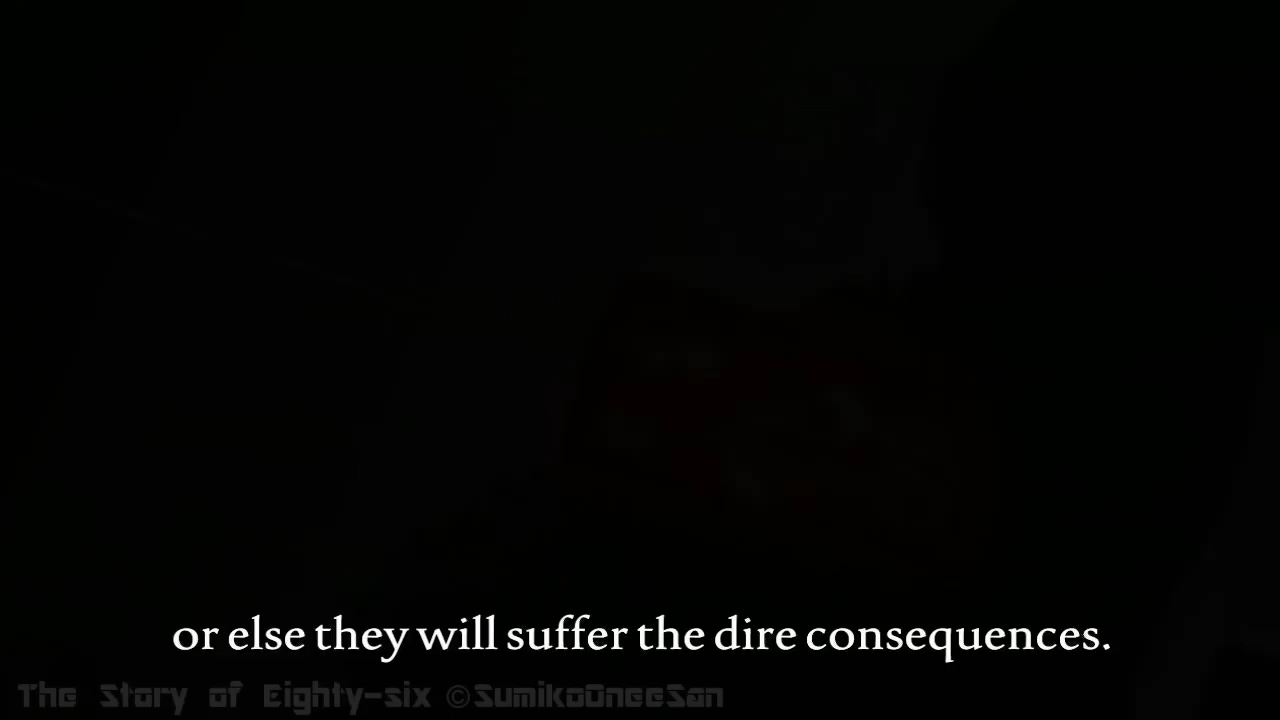 or else they will suffer the dire consequences.
The Story of Eighty-six ©SumikoOneeSan